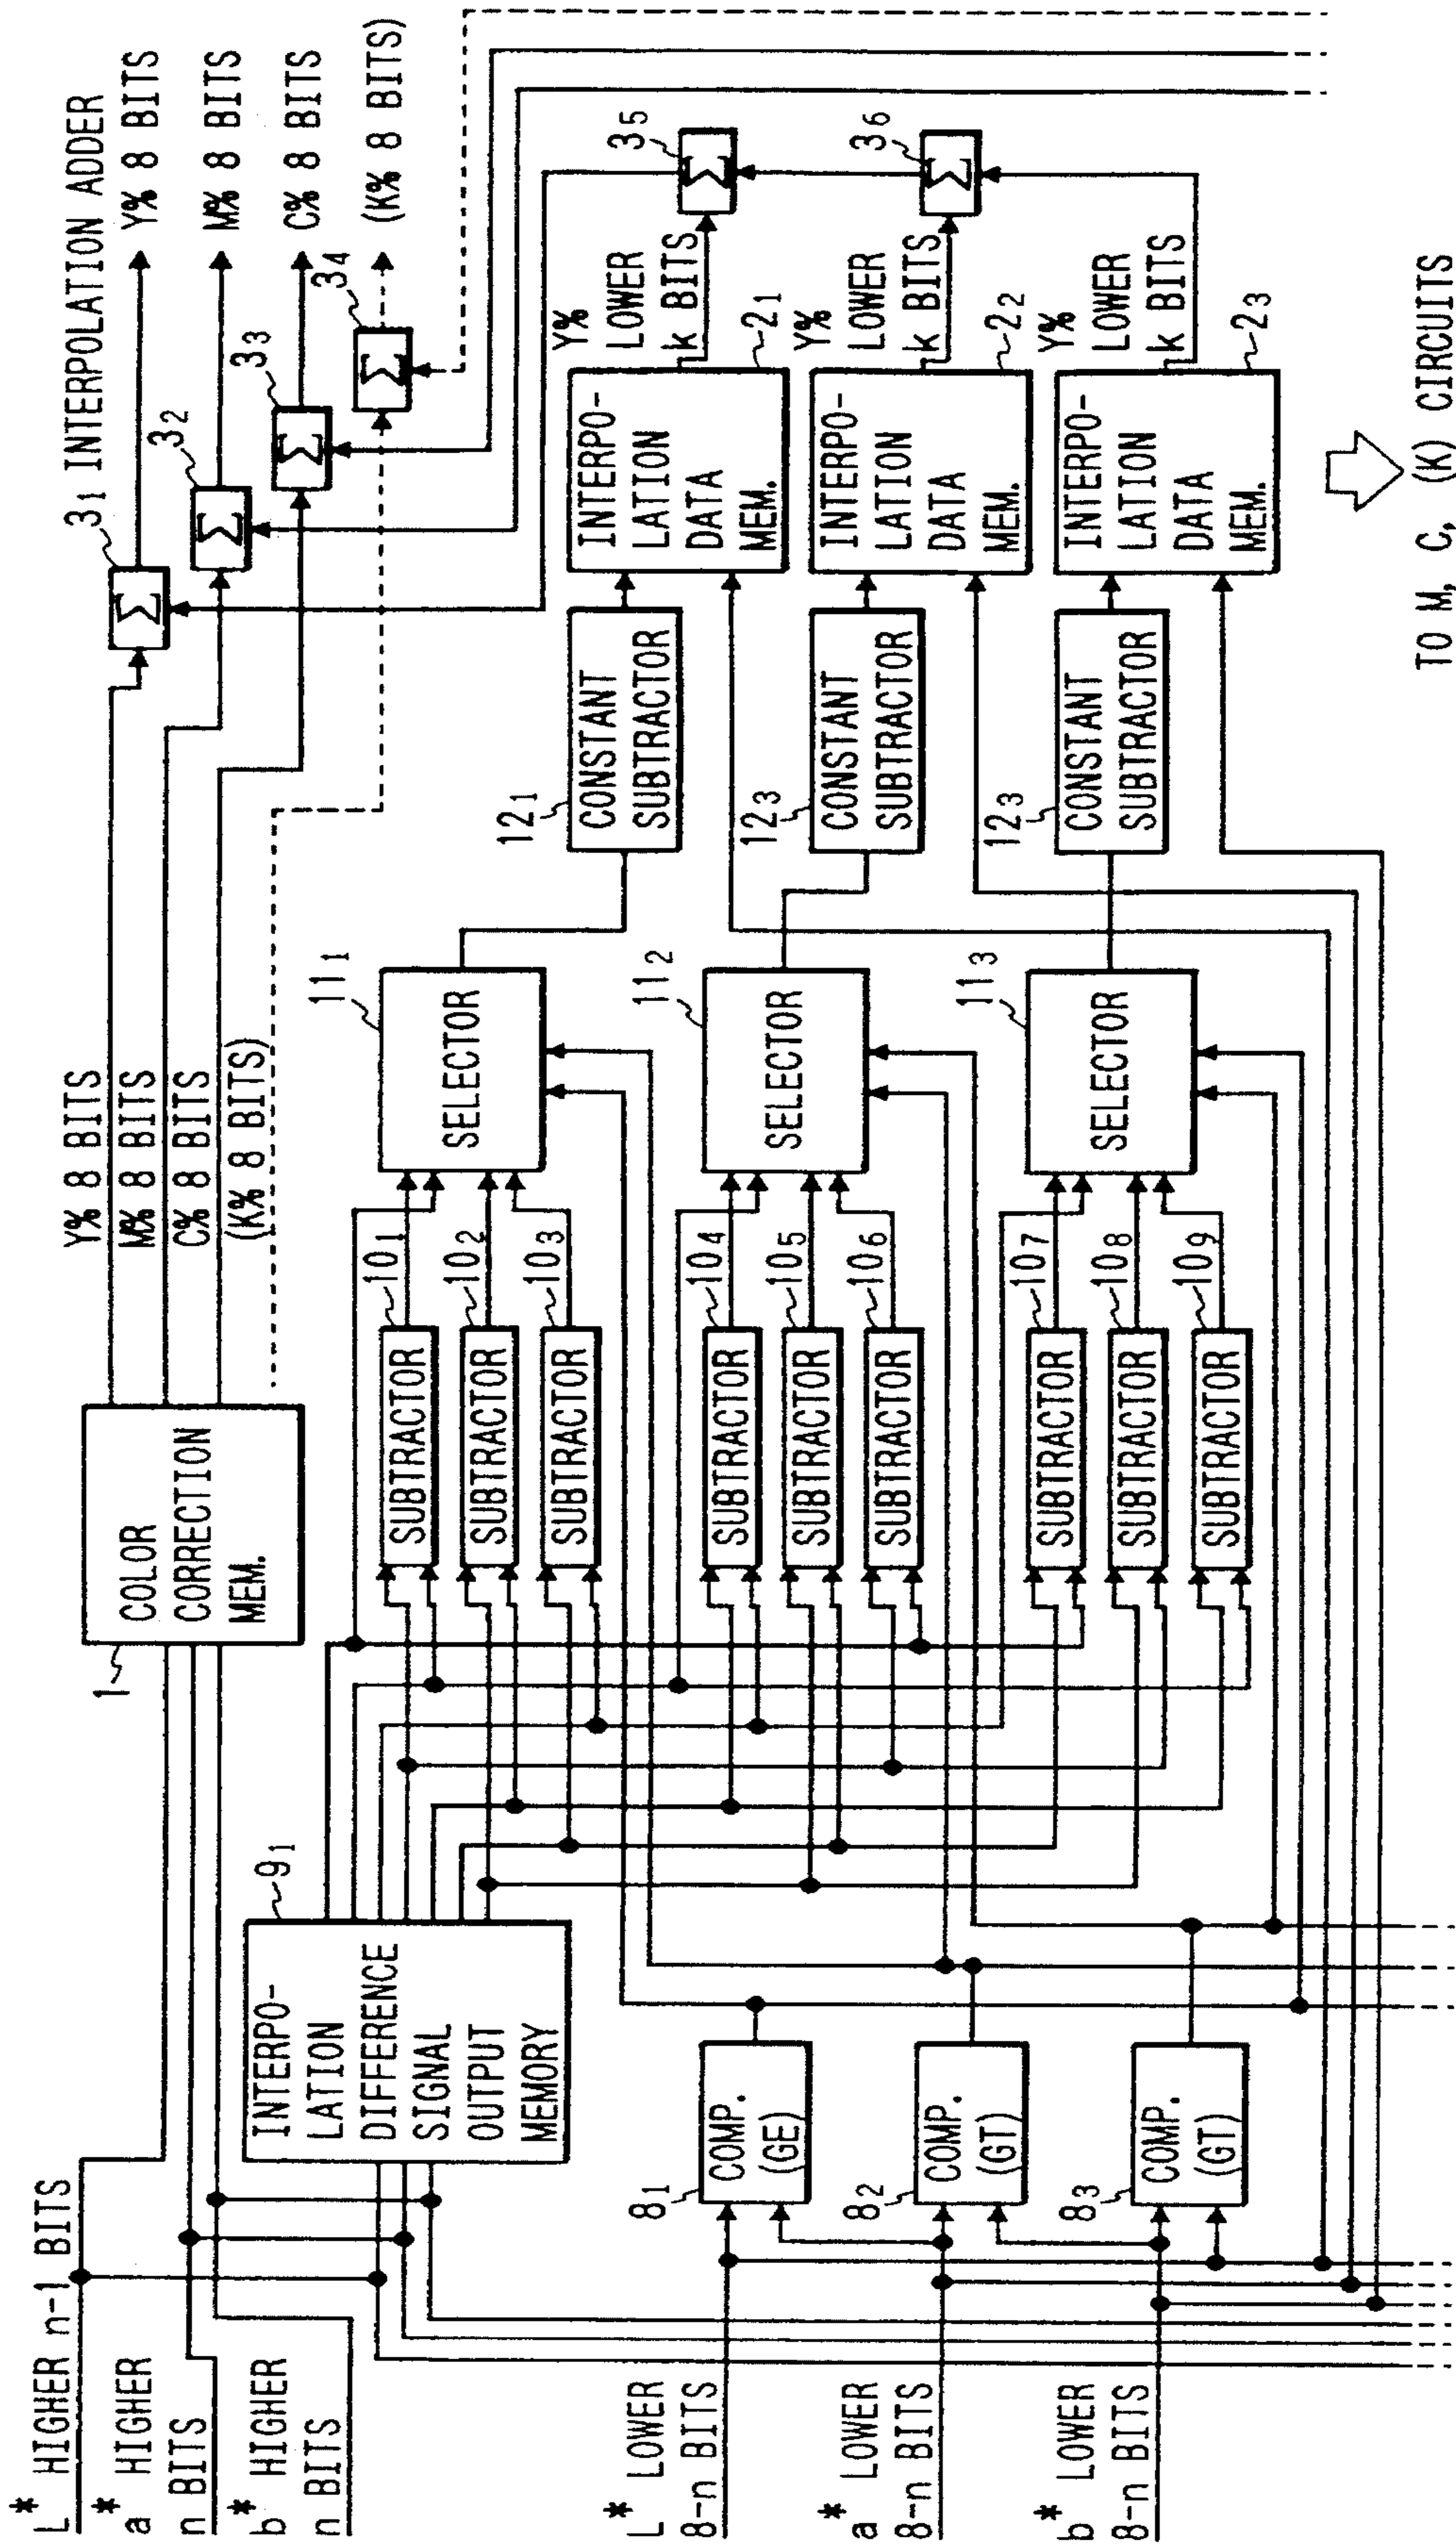 L* HIGHER n-1 BITS
a* HIGHER
n BITS
b* HIGHER
n BITS
L* LOWER
8-n BITS
a* LOWER
8-n BITS
b* LOWER
8-n BITS
1
COLOR
CORRECTION
MEM.
Y% 8 BITS
M% 8 BITS
C% 8 BITS
(K% 8 BITS)
91
INTERPO-
LATION
DIFFERENCE
SIGNAL
OUTPUT
MEMORY
81
COMP.
(GE)
82
COMP.
(GT)
83
COMP.
(GT)
SUBTRACTOR
101
SUBTRACTOR
102
SUBTRACTOR
103
SUBTRACTOR
104
SUBTRACTOR
105
SUBTRACTOR
106
SUBTRACTOR
107
SUBTRACTOR
108
SUBTRACTOR
109
111
SELECTOR
112
SELECTOR
113
SELECTOR
121
CONSTANT
SUBTRACTOR
123
CONSTANT
SUBTRACTOR
123
CONSTANT
SUBTRACTOR
INTERPO-
LATION
DATA
MEM.
21
INTERPO-
LATION
DATA
MEM.
22
INTERPO-
LATION
DATA
MEM.
23
Y%
LOWER
k BITS
Y%
LOWER
k BITS
Y%
LOWER
k BITS
31 INTERPOLATION ADDER
Σ
32
Σ
33
Σ
34
Σ
35
Σ
36
Σ
Y% 8 BITS
M% 8 BITS
C% 8 BITS
(K% 8 BITS)
TO M, C, (K) CIRCUITS